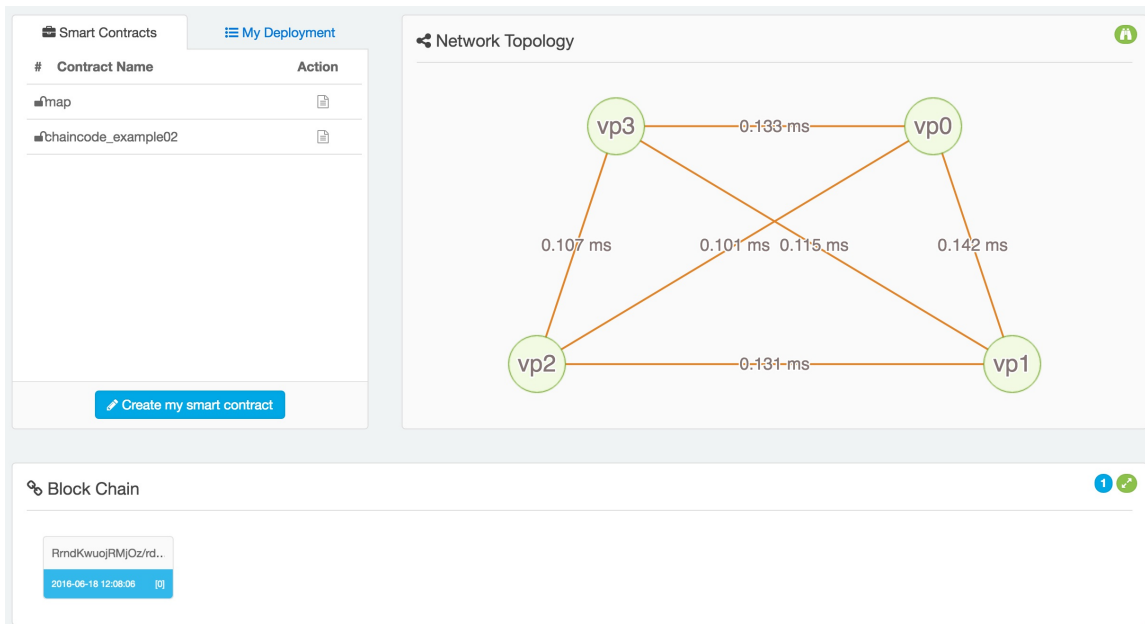 Smart Contracts
My Deployment
# Contract Name Action
map
chaincode_example02
Create my smart contract
Network Topology
vp3
0.133 ms
vp0
0.107 ms
0.101 ms
0.115 ms
0.142 ms
vp2
0.131 ms
vp1
Block Chain
1
RrndKwuojRMjOz/rd...
2016-06-18 12:08:06 [0]